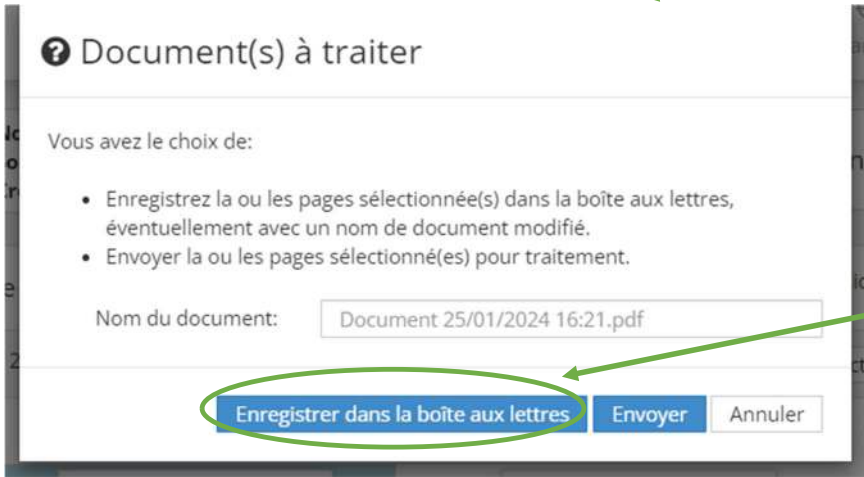 Document(s) à traiter
Vous avez le choix de:
• Enregistrez la ou les pages sélectionnée(s) dans la boîte aux lettres,
éventuellement avec un nom de document modifié.
• Envoyer la ou les pages sélectionné(es) pour traitement.
Nom du document: Document 25/01/2024 16:21.pdf
Enregistrer dans la boîte aux lettres Envoyer Annuler